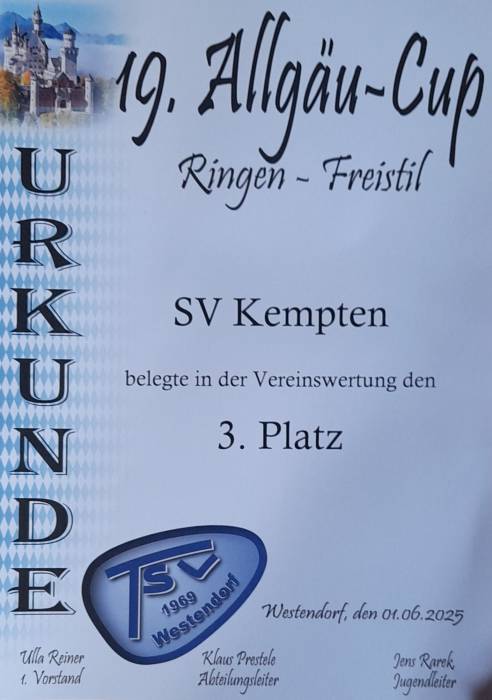 19. Allgäu-Cup
Ringen - Freistil
URKUNDE
SV Kempten
belegte in der Vereinswertung den
3. Platz
TSV
1969
Westendorf
Westendorf, den 01.06.2025
Ulla Reiner
1. Vorstand
Klaus Prestele
Abteilungsleiter
Jens Rarek
Jugendleiter